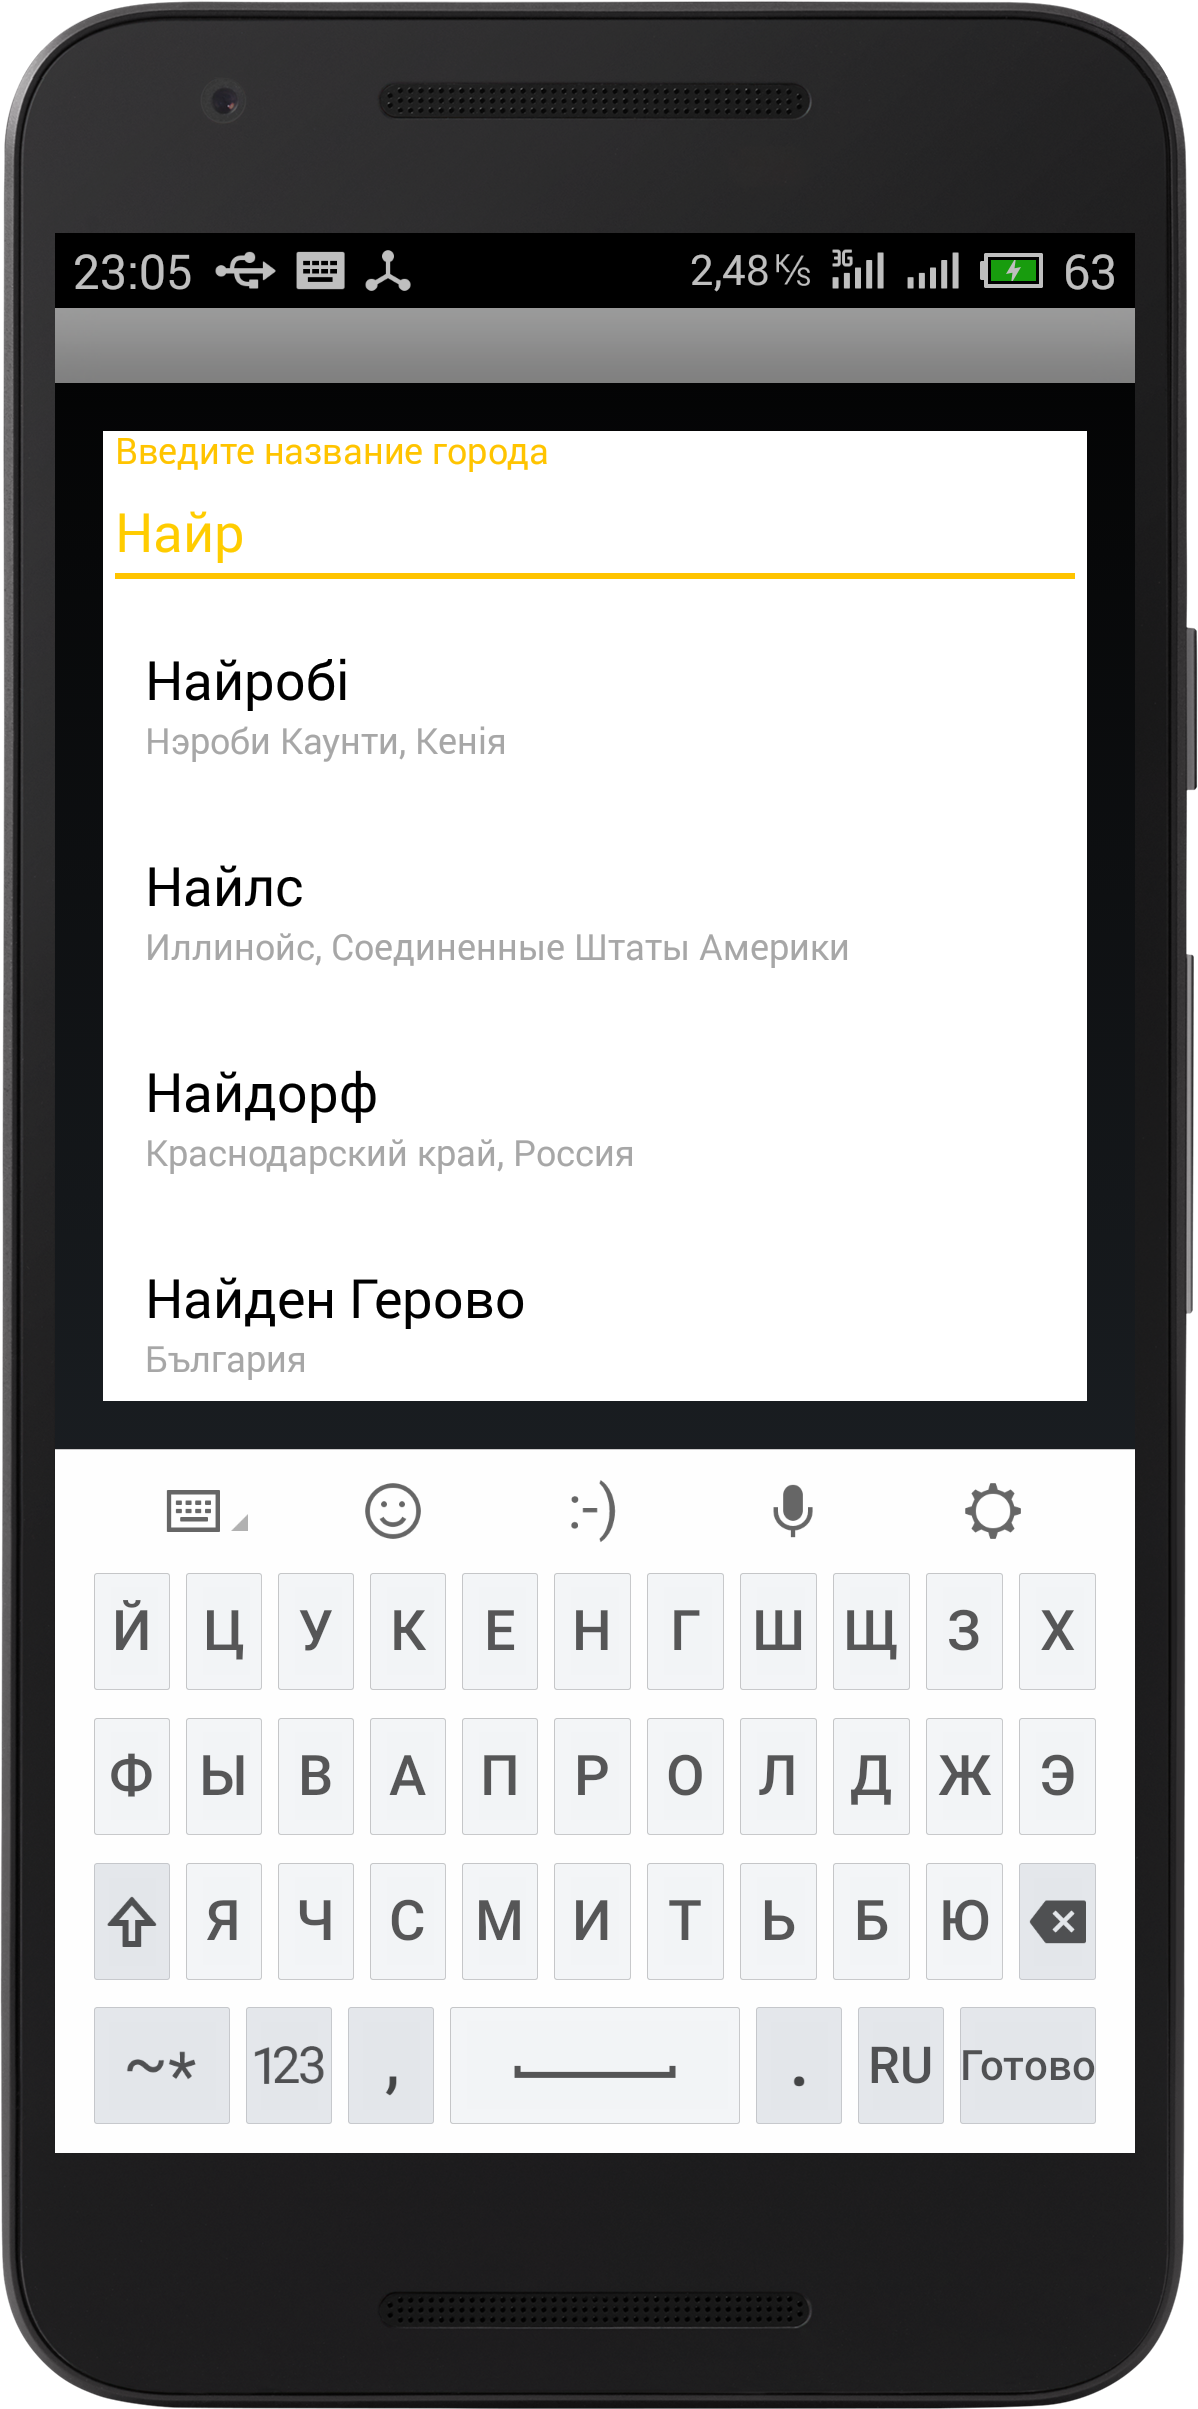 23:05 2,48 K/s 3G 63
Введите название города
Найр
Найробі
Нэроби Каунти, Кенія
Найлс
Иллинойс, Соединенные Штаты Америки
Найдорф
Краснодарский край, Россия
Найден Герово
България
:-)
Й Ц У К Е Н Г Ш Щ З Х
Ф Ы В А П Р О Л Д Ж Э
Я Ч С М И Т Ь Б Ю
~* 123 , . RU Готово